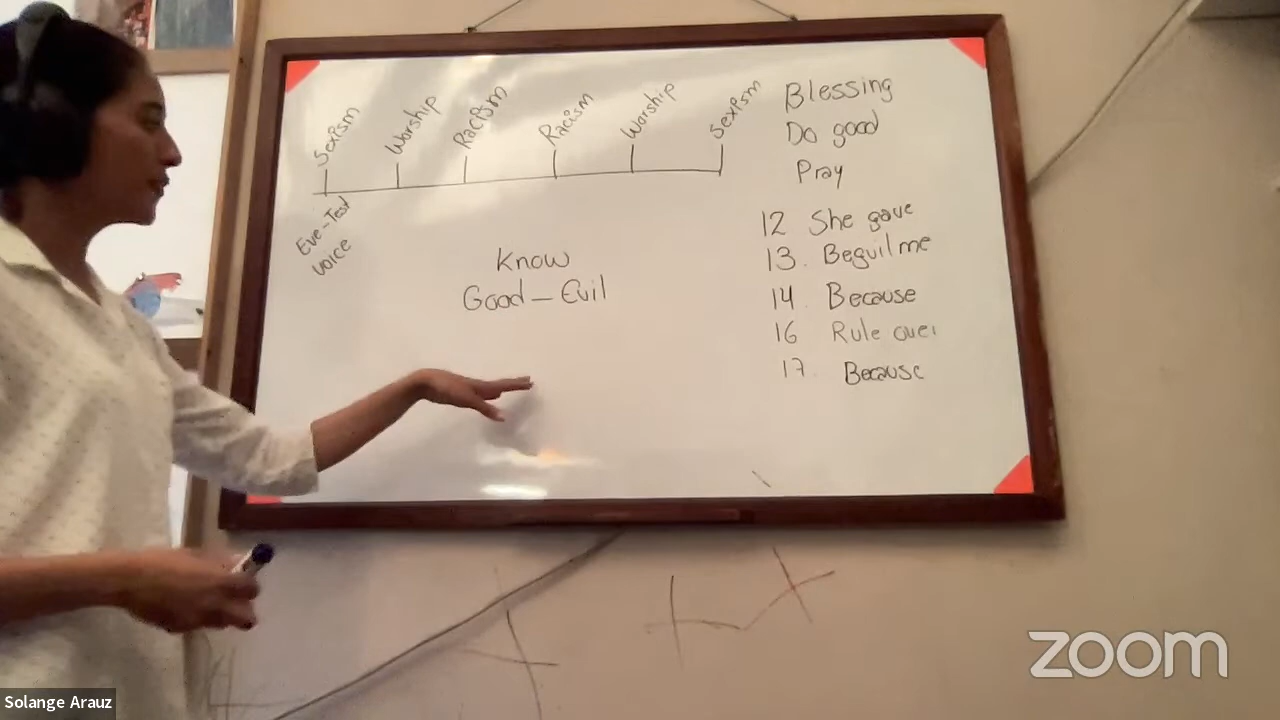 Sexism
Worship
Racism
Racism
Worship
Sexism
Eve-Test
voice
Know
Good – Evil
Blessing
Do good
Pray
12 She gave
13. Beguil me
14 Because
16 Rule over
17. Because
zoom
Solange Arauz